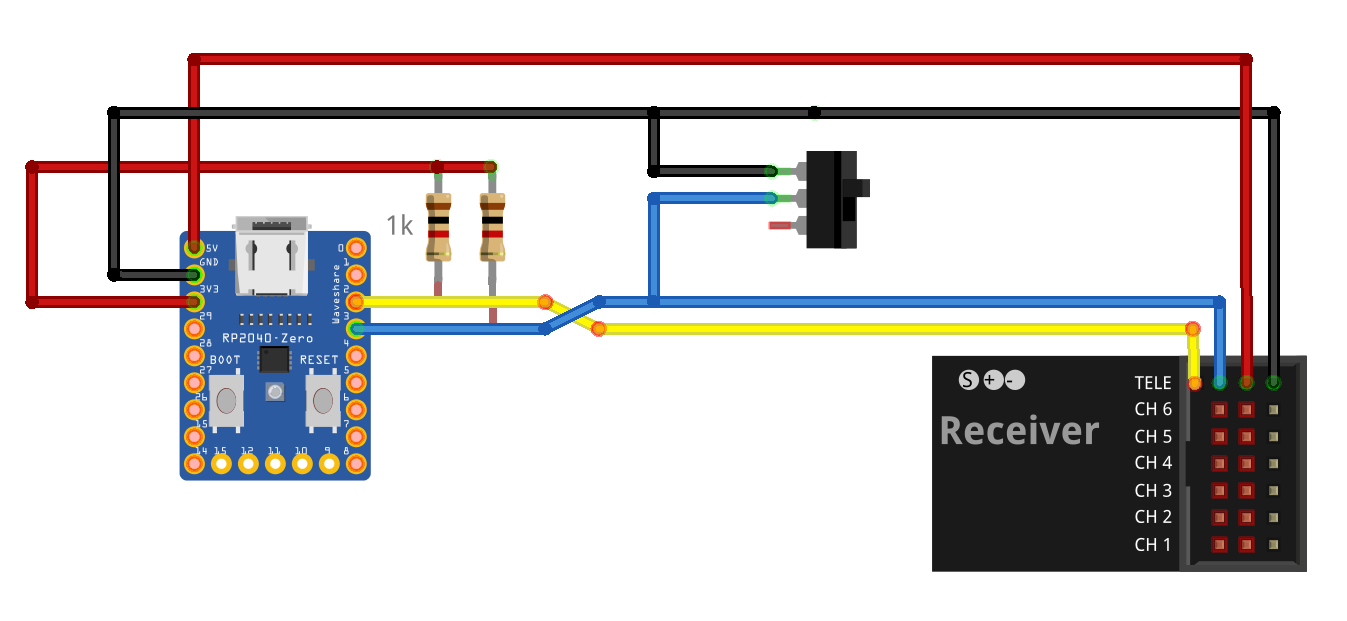 1k
5V
GND
3V3
29
28
27
26
15
14
15
12
11
10
9
8
0
1
2
3
4
5
6
7
Waveshare
RP2040-Zero
BOOT
RESET
S + -
Receiver
TELE
CH 6
CH 5
CH 4
CH 3
CH 2
CH 1